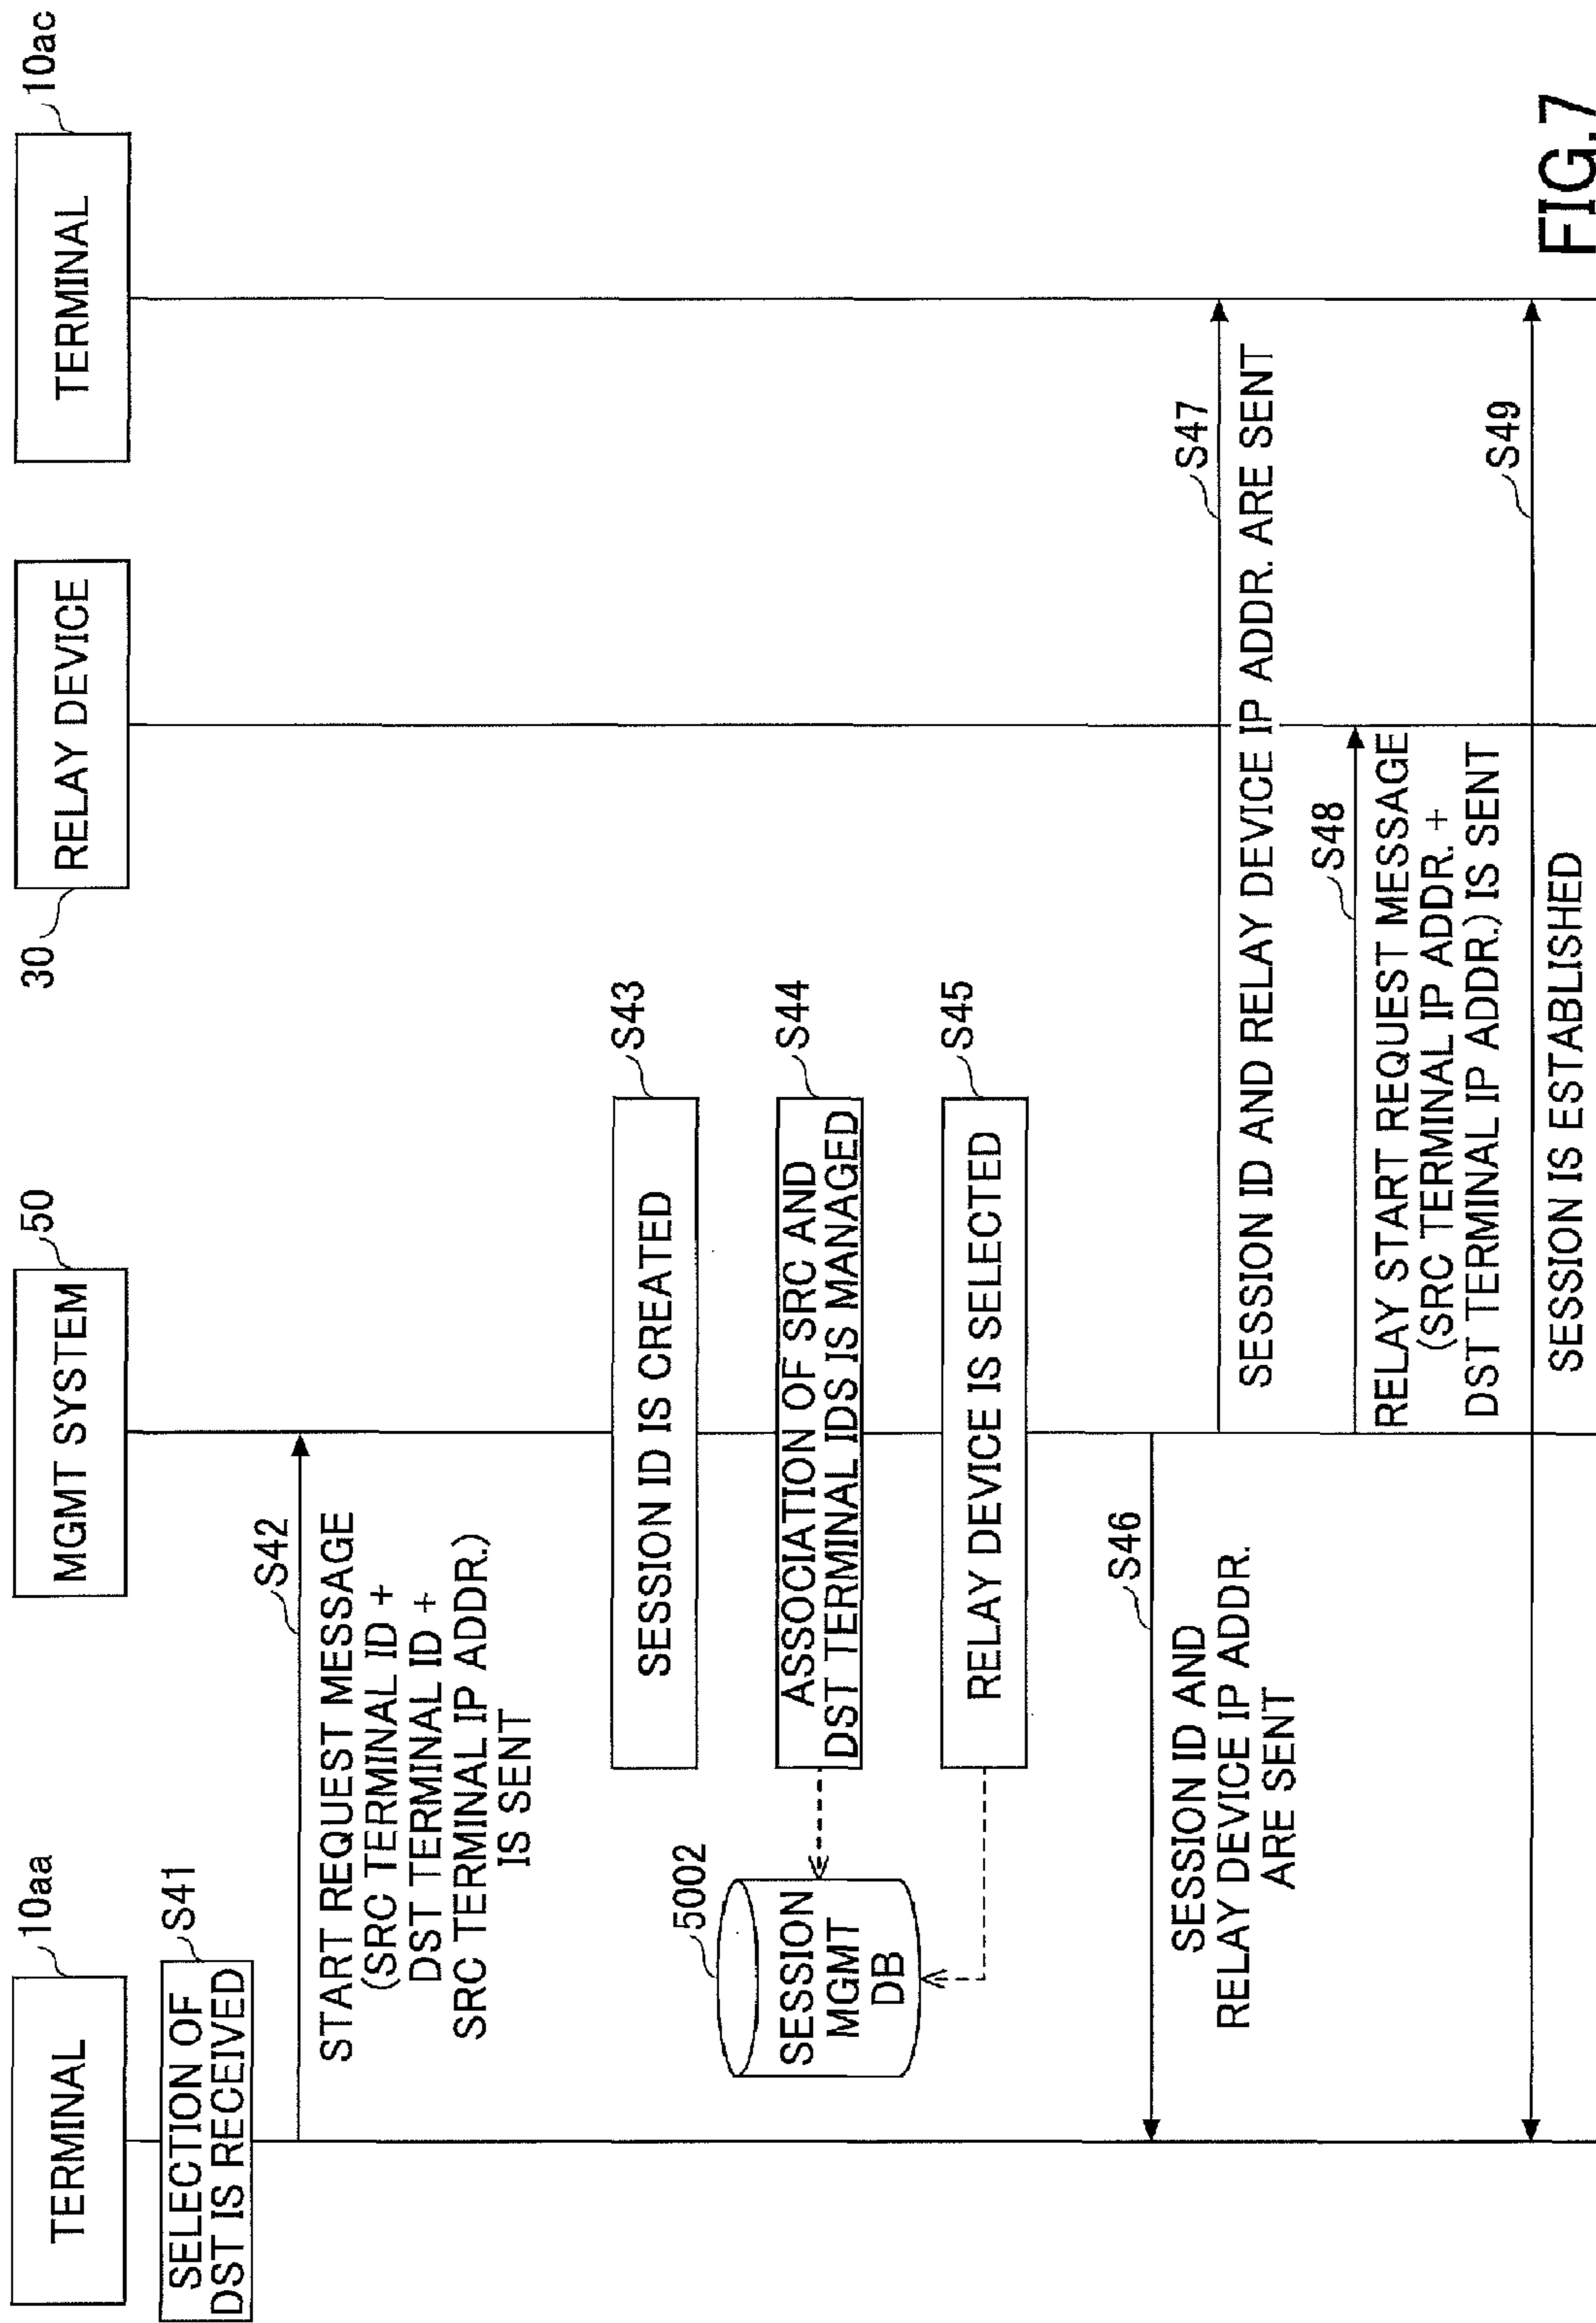 TERMINAL
10aa
MGMT SYSTEM
50
30
RELAY DEVICE
TERMINAL
10ac
SELECTION OF
DST IS RECEIVED
S41
S42
START REQUEST MESSAGE
(SRC TERMINAL ID +
DST TERMINAL ID +
SRC TERMINAL IP ADDR.)
IS SENT
SESSION ID IS CREATED
S43
5002
SESSION
MGMT
DB
ASSOCIATION OF SRC AND
DST TERMINAL IDS IS MANAGED
S44
RELAY DEVICE IS SELECTED
S45
S46
SESSION ID AND
RELAY DEVICE IP ADDR.
ARE SENT
S47
SESSION ID AND RELAY DEVICE IP ADDR. ARE SENT
S48
RELAY START REQUEST MESSAGE
(SRC TERMINAL IP ADDR. +
DST TERMINAL IP ADDR.) IS SENT
S49
SESSION IS ESTABLISHED
FIG.7